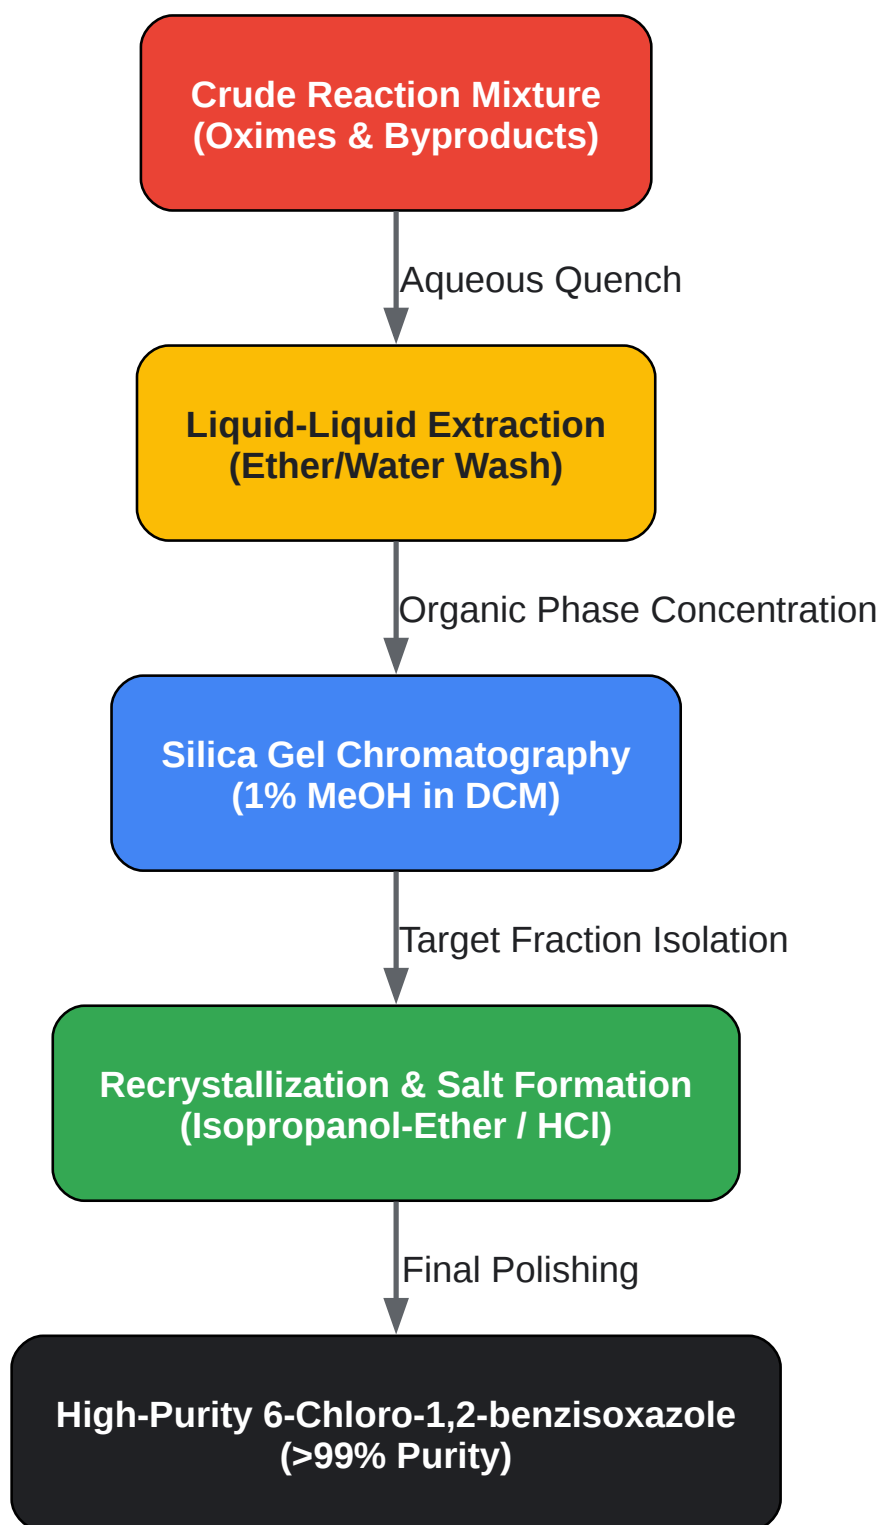 Crude Reaction Mixture
(Oximes & Byproducts)
Aqueous Quench
Liquid-Liquid Extraction
(Ether/Water Wash)
Organic Phase Concentration
Silica Gel Chromatography
(1% MeOH in DCM)
Target Fraction Isolation
Recrystallization & Salt Formation
(Isopropanol-Ether / HCl)
Final Polishing
High-Purity 6-Chloro-1,2-benzisoxazole
(>99% Purity)